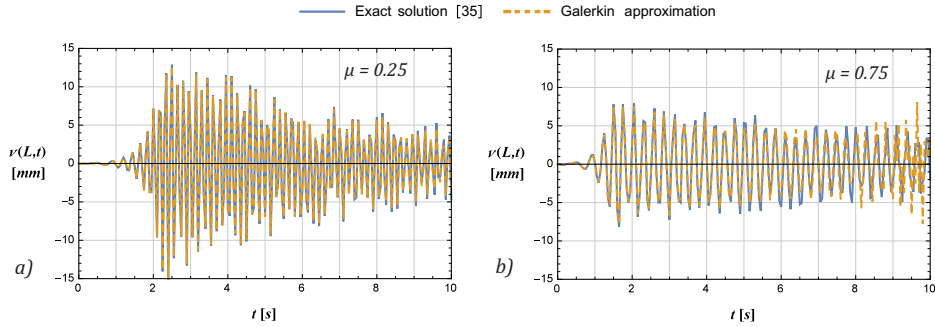 Exact solution [35] Galerkin approximation
μ = 0.25
15
10
5
0
−5
−10
−15
ν(L,t)
[mm]
a)
0 2 4 6 8 10
t [s]
μ = 0.75
15
10
5
0
−5
−10
−15
ν(L,t)
[mm]
b)
0 2 4 6 8 10
t [s]